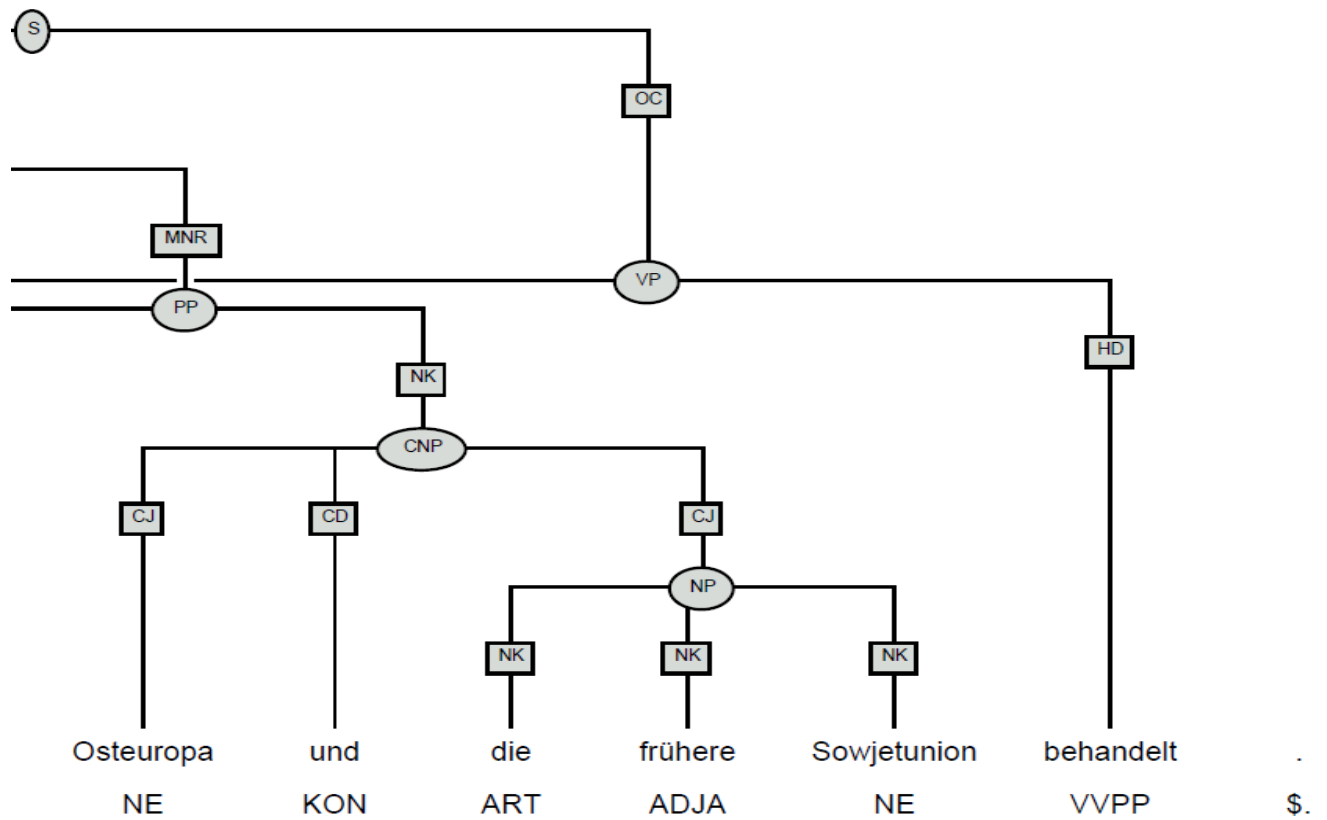 S
OC
MNR
VP
PP
HD
NK
CNP
CJ CD CJ
NP
NK NK NK
Osteuropa und die frühere Sowjetunion behandelt .
NE KON ART ADJA NE VVPP $.